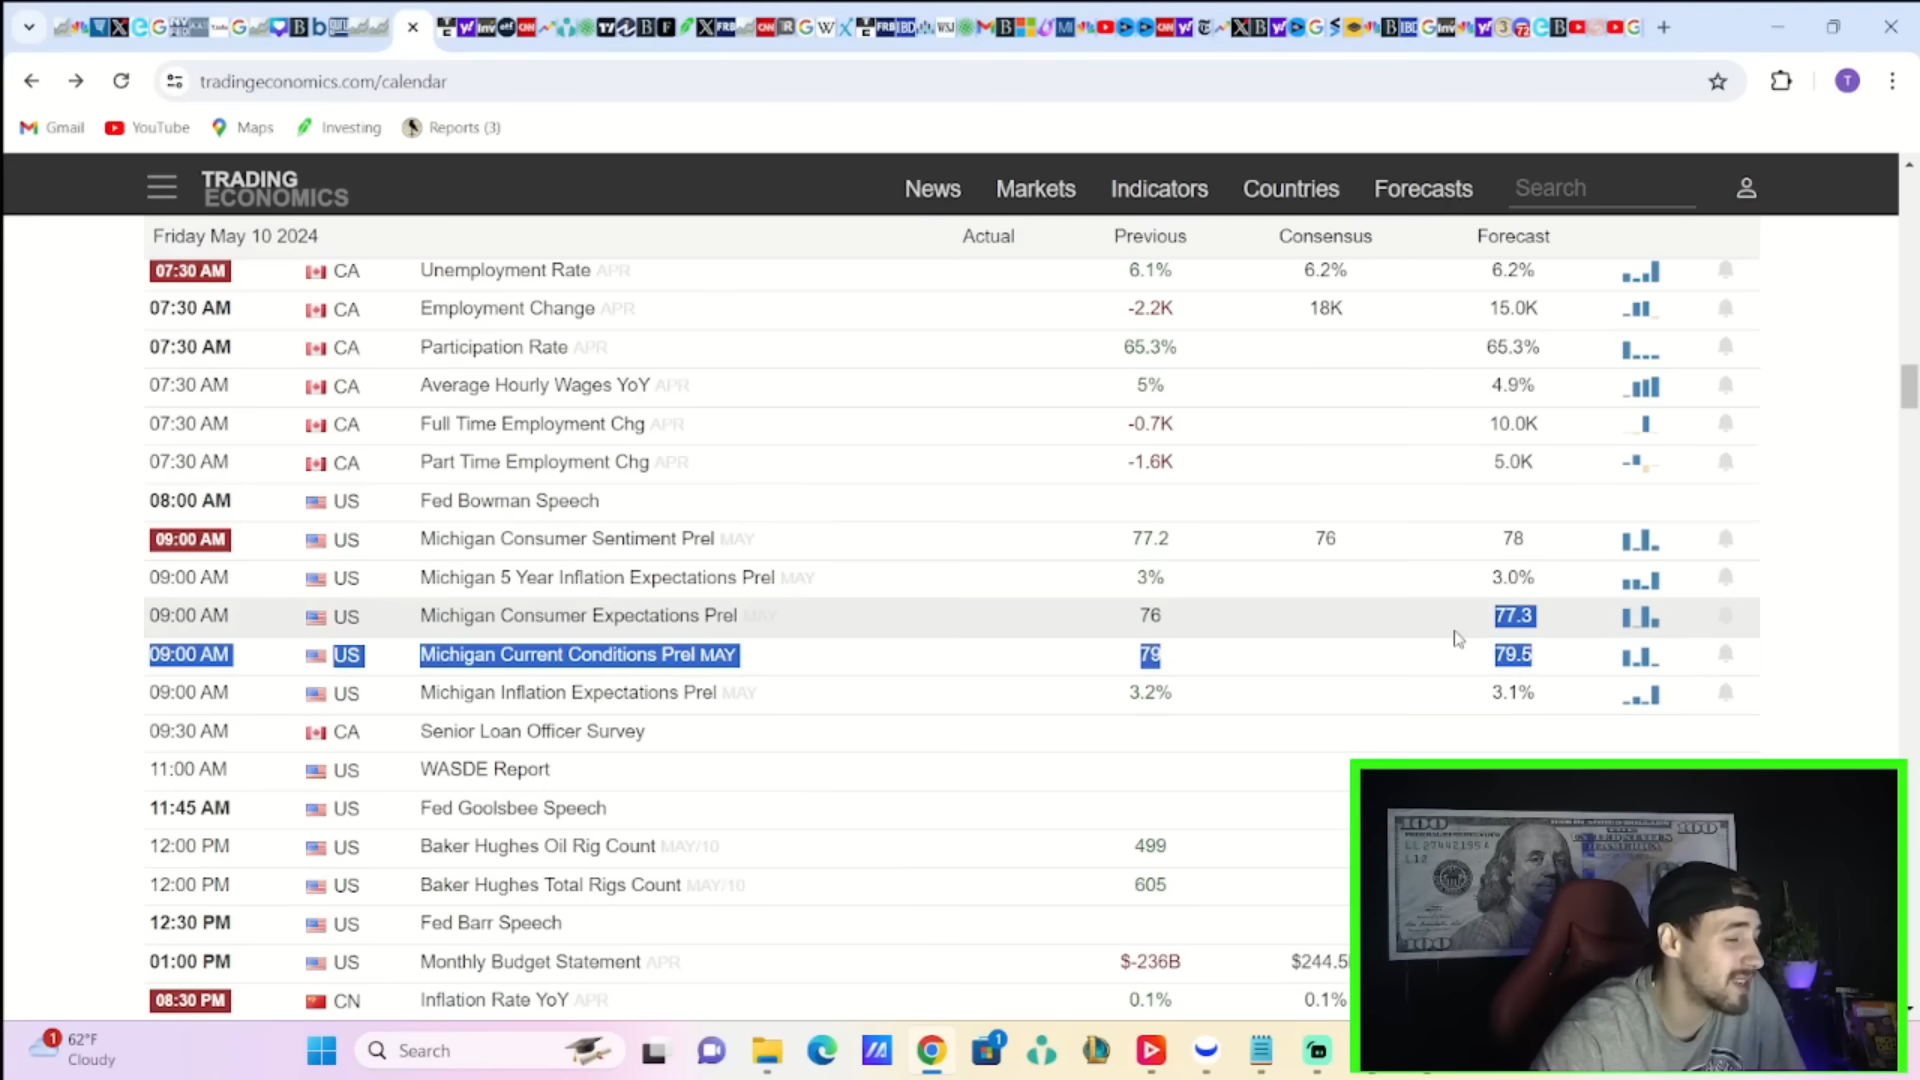 tradingeconomics.com/calendar
T
Gmail YouTube Maps Investing Reports (3)
TRADING
ECONOMICS
News Markets Indicators Countries Forecasts Search
Friday May 10 2024 Actual Previous Consensus Forecast
07:30 AM CA Unemployment Rate APR 6.1% 6.2% 6.2%
07:30 AM CA Employment Change APR -2.2K 18K 15.0K
07:30 AM CA Participation Rate APR 65.3% 65.3%
07:30 AM CA Average Hourly Wages YoY APR 5% 4.9%
07:30 AM CA Full Time Employment Chg APR -0.7K 10.0K
07:30 AM CA Part Time Employment Chg APR -1.6K 5.0K
08:00 AM US Fed Bowman Speech
09:00 AM US Michigan Consumer Sentiment Prel MAY 77.2 76 78
09:00 AM US Michigan 5 Year Inflation Expectations Prel MAY 3% 3.0%
09:00 AM US Michigan Consumer Expectations Prel MAY 76 77.3
09:00 AM US Michigan Current Conditions Prel MAY 79 79.5
09:00 AM US Michigan Inflation Expectations Prel MAY 3.2% 3.1%
09:30 AM CA Senior Loan Officer Survey
11:00 AM US WASDE Report
11:45 AM US Fed Goolsbee Speech
12:00 PM US Baker Hughes Oil Rig Count MAY/10 499
12:00 PM US Baker Hughes Total Rigs Count MAY/10 605
12:30 PM US Fed Barr Speech
01:00 PM US Monthly Budget Statement APR $-236B $244.5
08:30 PM CN Inflation Rate YoY APR 0.1% 0.1%
100 100
100
1 62°F
Cloudy
Search
1